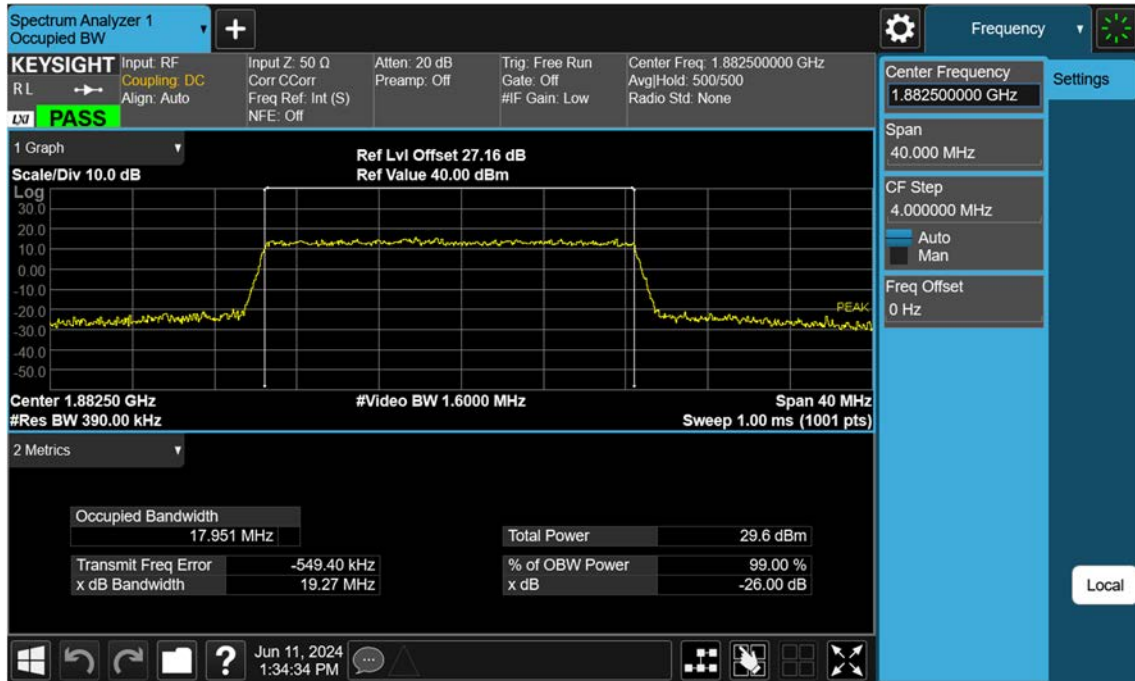 Spectrum Analyzer 1
Occupied BW
+
Frequency
KEYSIGHT
R L
LXI
PASS
Input: RF
Coupling: DC
Align: Auto
Input Z: 50 Ω
Corr CCorr
Freq Ref: Int (S)
NFE: Off
Atten: 20 dB
Preamp: Off
Trig: Free Run
Gate: Off
#IF Gain: Low
Center Freq: 1.882500000 GHz
Avg|Hold: 500/500
Radio Std: None
Center Frequency
1.882500000 GHz
Settings
Span
40.000 MHz
CF Step
4.000000 MHz
Auto
Man
Freq Offset
0 Hz
Local
1 Graph
Scale/Div 10.0 dB
Ref Lvl Offset 27.16 dB
Ref Value 40.00 dBm
Log
30.0
20.0
10.0
0.00
-10.0
-20.0
-30.0
-40.0
-50.0
PEAK
Center 1.88250 GHz
#Video BW 1.6000 MHz
Span 40 MHz
#Res BW 390.00 kHz
Sweep 1.00 ms (1001 pts)
2 Metrics
Occupied Bandwidth
17.951 MHz
Total Power 29.6 dBm
Transmit Freq Error -549.40 kHz
% of OBW Power 99.00 %
x dB Bandwidth 19.27 MHz
x dB -26.00 dB
?
Jun 11, 2024
1:34:34 PM